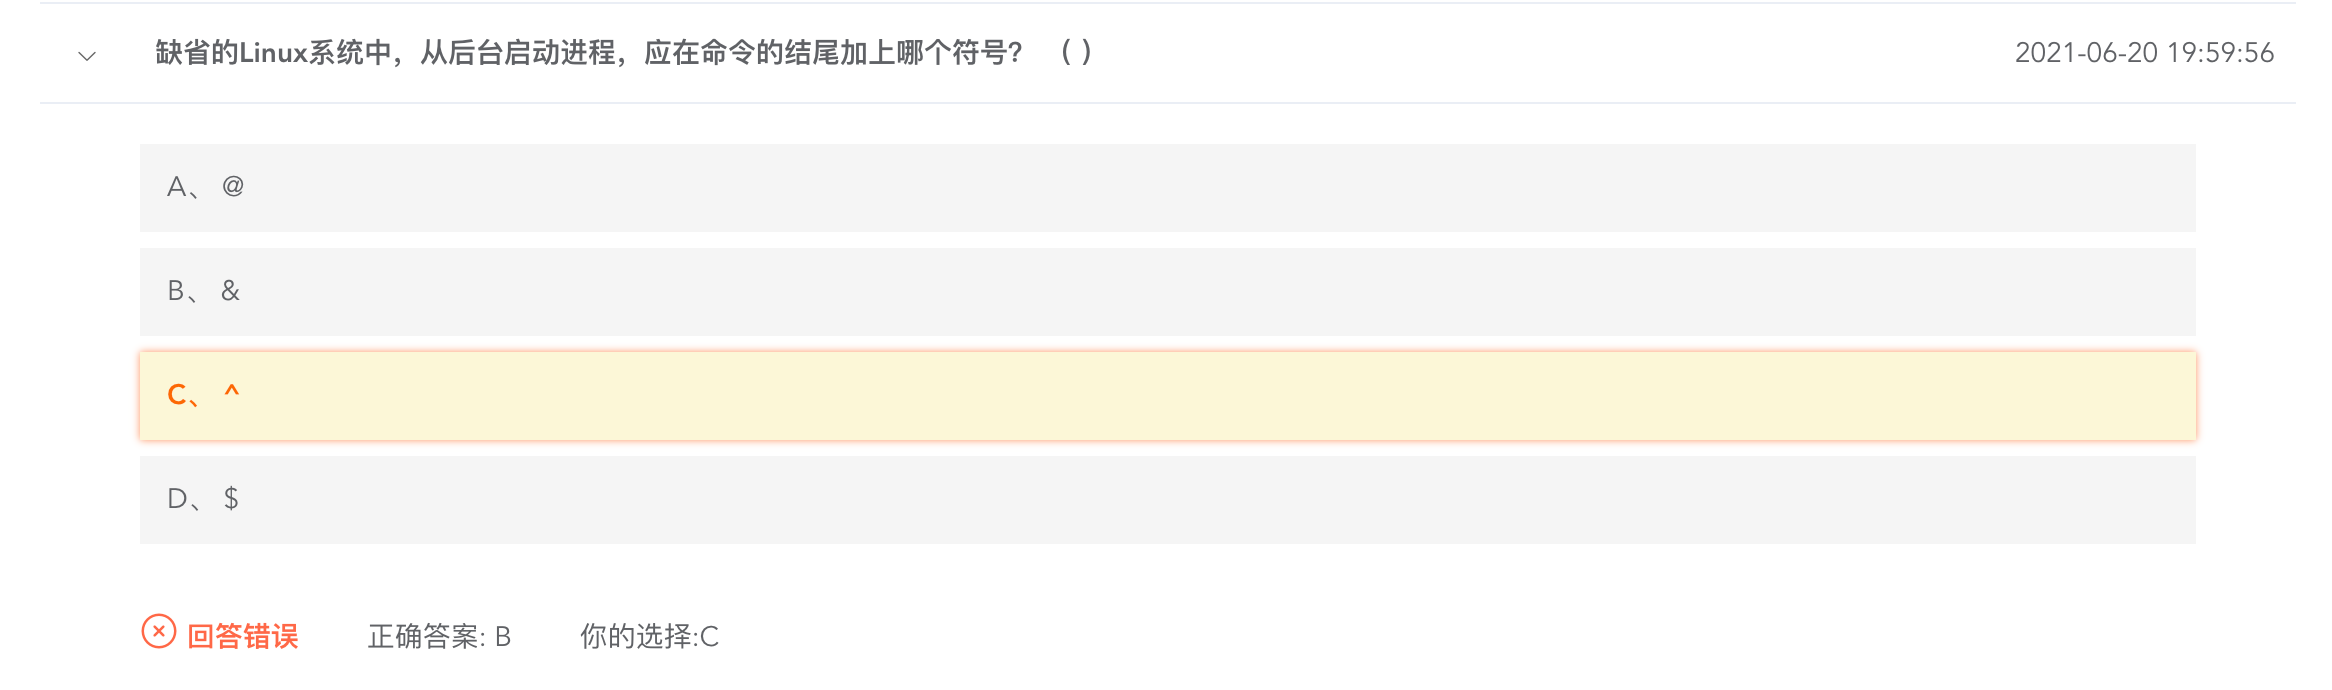 缺省的Linux系统中，从后台启动进程，应在命令的结尾加上哪个符号？ （ ） 2021-06-20 19:59:56
A、 @
B、 &
C、 ^
D、 $
回答错误 正确答案: B 你的选择:C